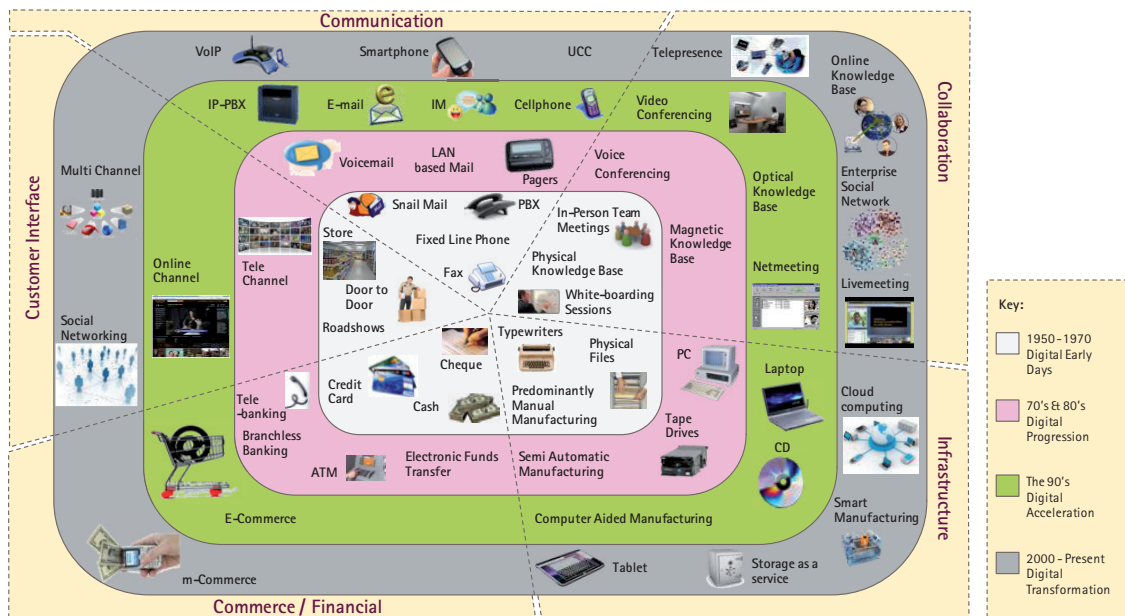 Communication
VoIP
Smartphone
UCC
Telepresence
Online
Knowledge
Base
Collaboration
IP-PBX
E-mail
IM
Cellphone
Video
Conferencing
Voicemail
LAN
based Mail
Pagers
Voice
Conferencing
Multi Channel
Customer Interface
Optical
Knowledge
Base
Enterprise
Social
Network
Snail Mail
PBX
In-Person Team
Meetings
Store
Fixed Line Phone
Magnetic
Knowledge
Base
Online
Channel
Tele
Channel
Fax
Physical
Knowledge Base
Netmeeting
Livemeeting
Door to
Door
White-boarding
Sessions
Roadshows
Social
Networking
Typewriters
Cheque
Physical
Files
PC
Laptop
Credit
Card
Cash
Predominantly
Manual
Manufacturing
Cloud
computing
Tele
-banking
Branchless
Banking
Tape
Drives
CD
Infrastructure
ATM
Electronic Funds
Transfer
Semi Automatic
Manufacturing
E-Commerce
Computer Aided Manufacturing
Smart
Manufacturing
m-Commerce
Tablet
Storage as a
service
Commerce / Financial
Key:
1950-1970
Digital Early
Days
70's & 80's
Digital
Progression
The 90's
Digital
Acceleration
2000 - Present
Digital
Transformation